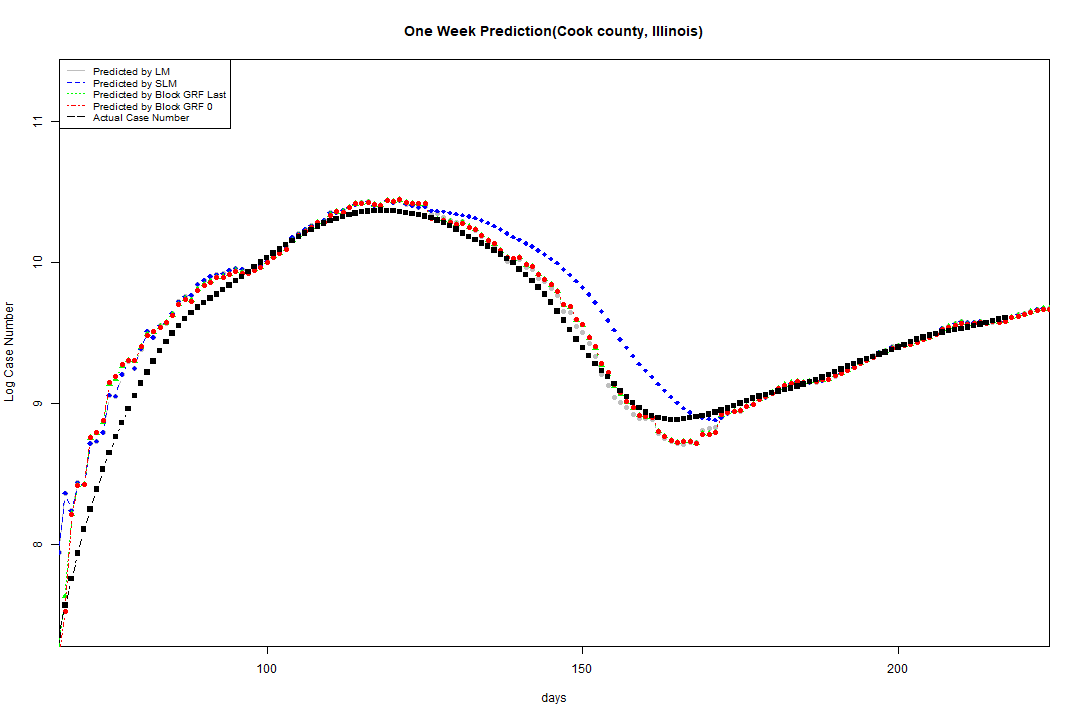 One Week Prediction(Cook county, Illinois)
Predicted by LM
Predicted by SLM
Predicted by Block GRF Last
Predicted by Block GRF 0
Actual Case Number
11
10
9
8
Log Case Number
100 150 200
days